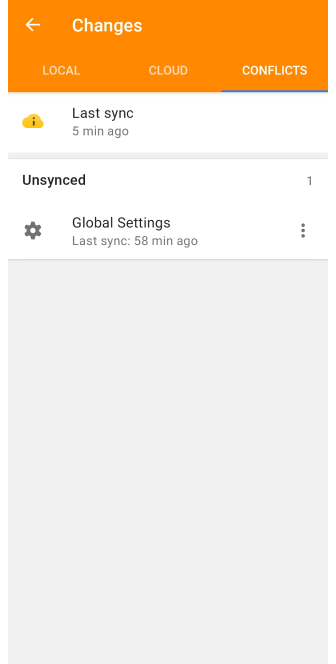 Changes
LOCAL
CLOUD
CONFLICTS
Last sync
5 min ago
Unsynced
1
Global Settings
Last sync: 58 min ago